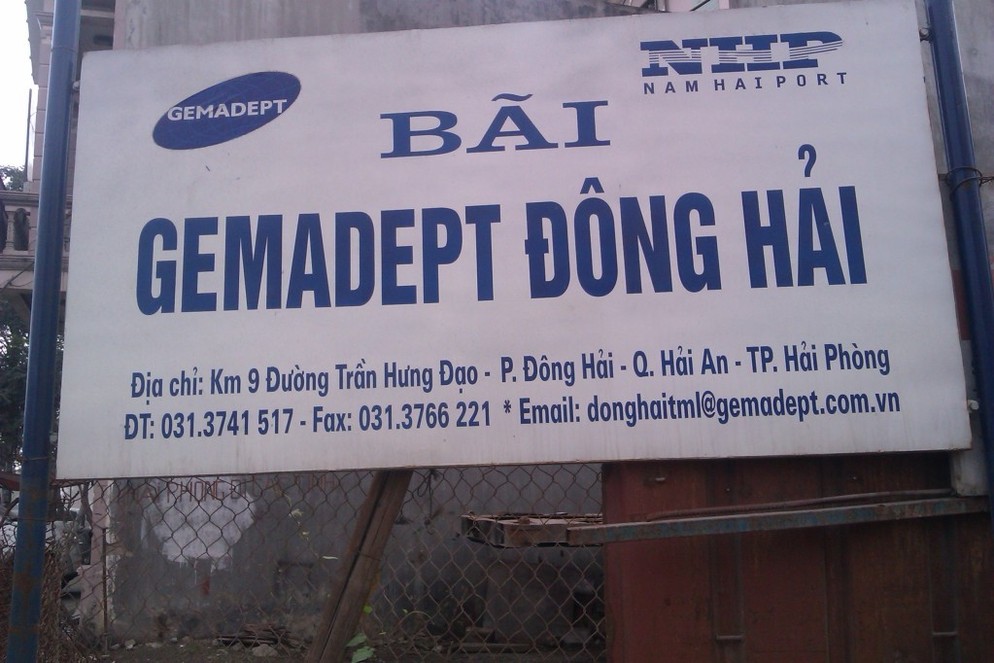 GEMADEPT
NHP
NAM HAI PORT
BÃI
GEMADEPT ĐÔNG HẢI
Địa chỉ: Km 9 Đường Trần Hưng Đạo - P. Đông Hải - Q. Hải An - TP. Hải Phòng
ĐT: 031.3741 517 - Fax: 031.3766 221 * Email: donghaitml@gemadept.com.vn